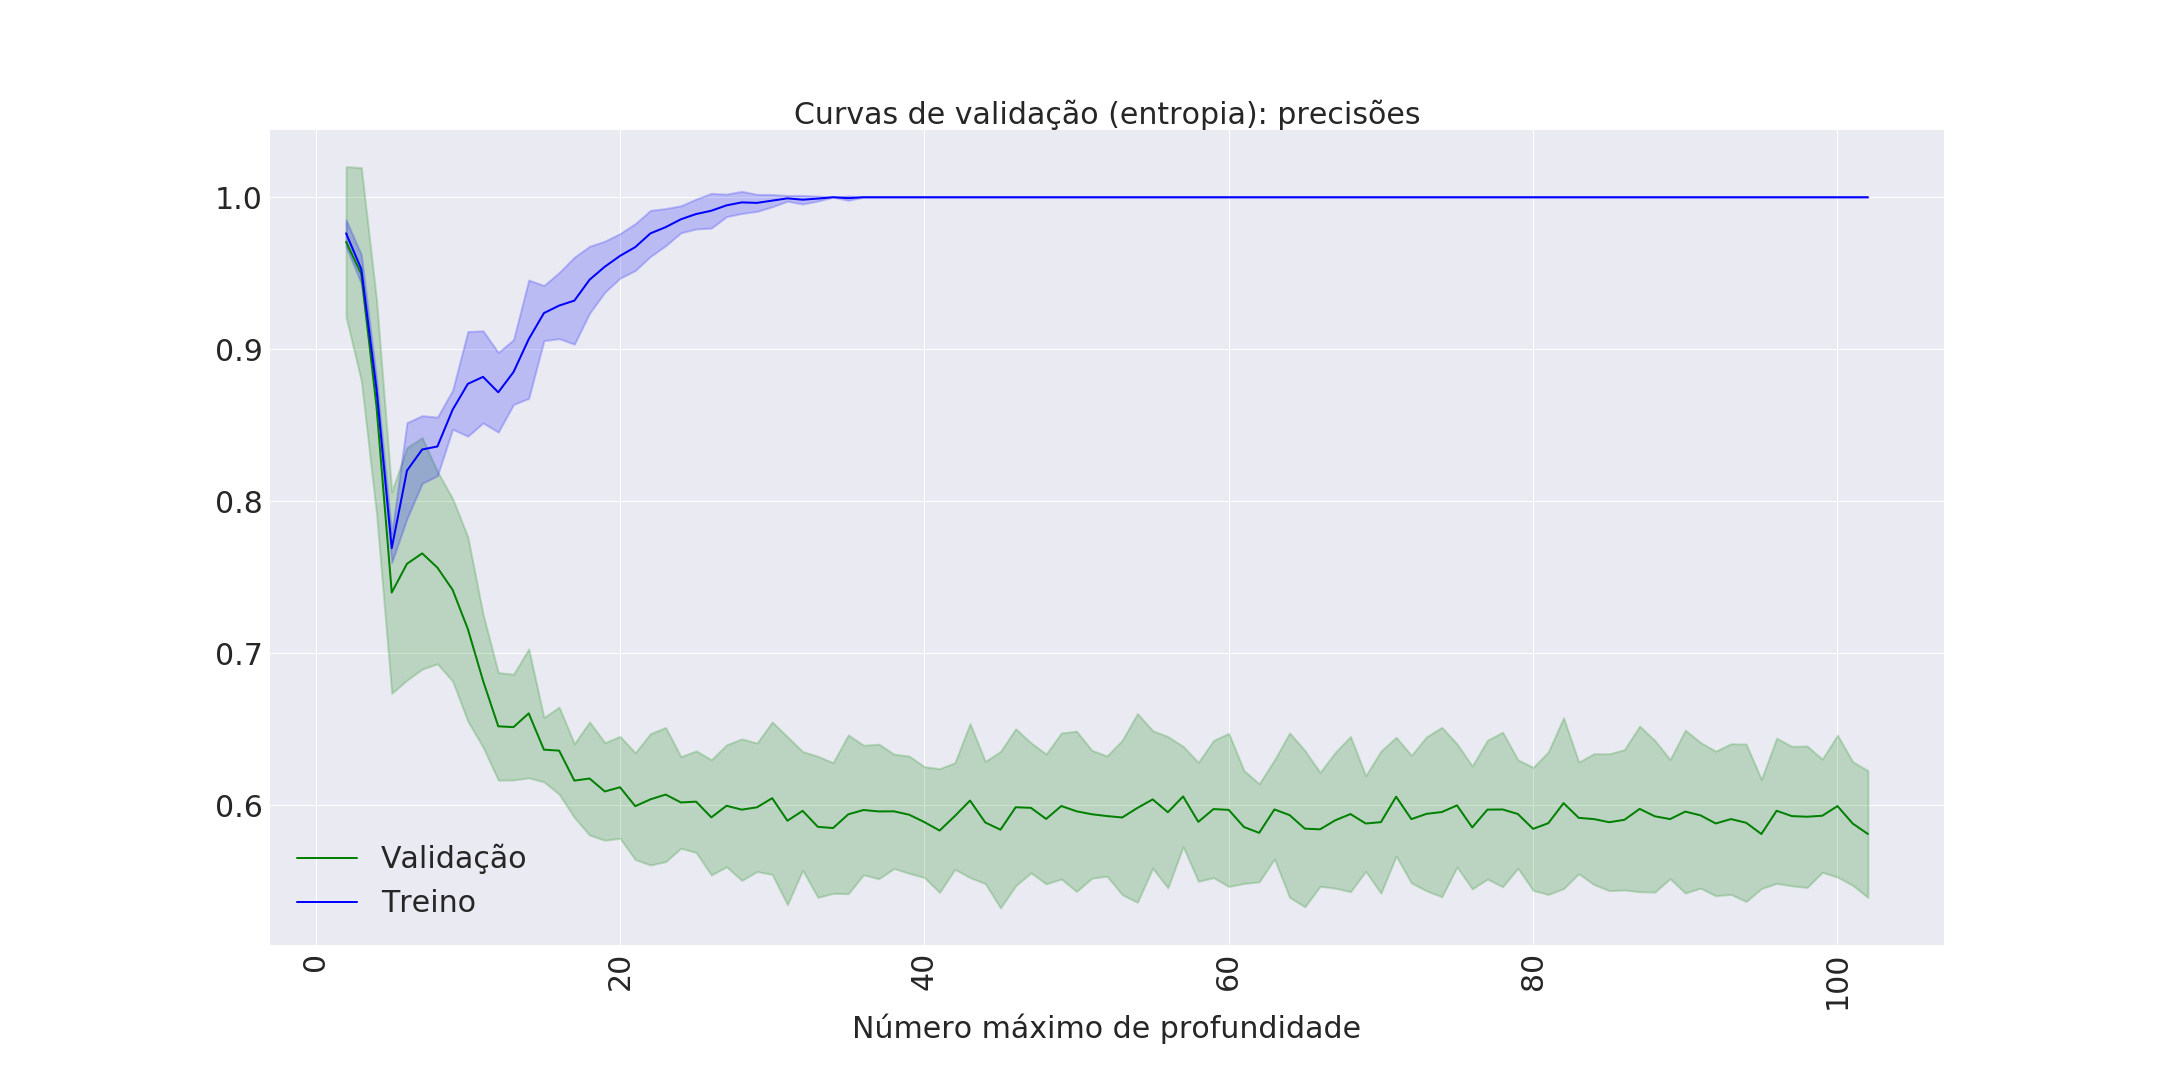 Curvas de validação (entropia): precisões
1.0
0.9
0.8
0.7
0.6
Validação
Treino
0
20
40
60
80
100
Número máximo de profundidade